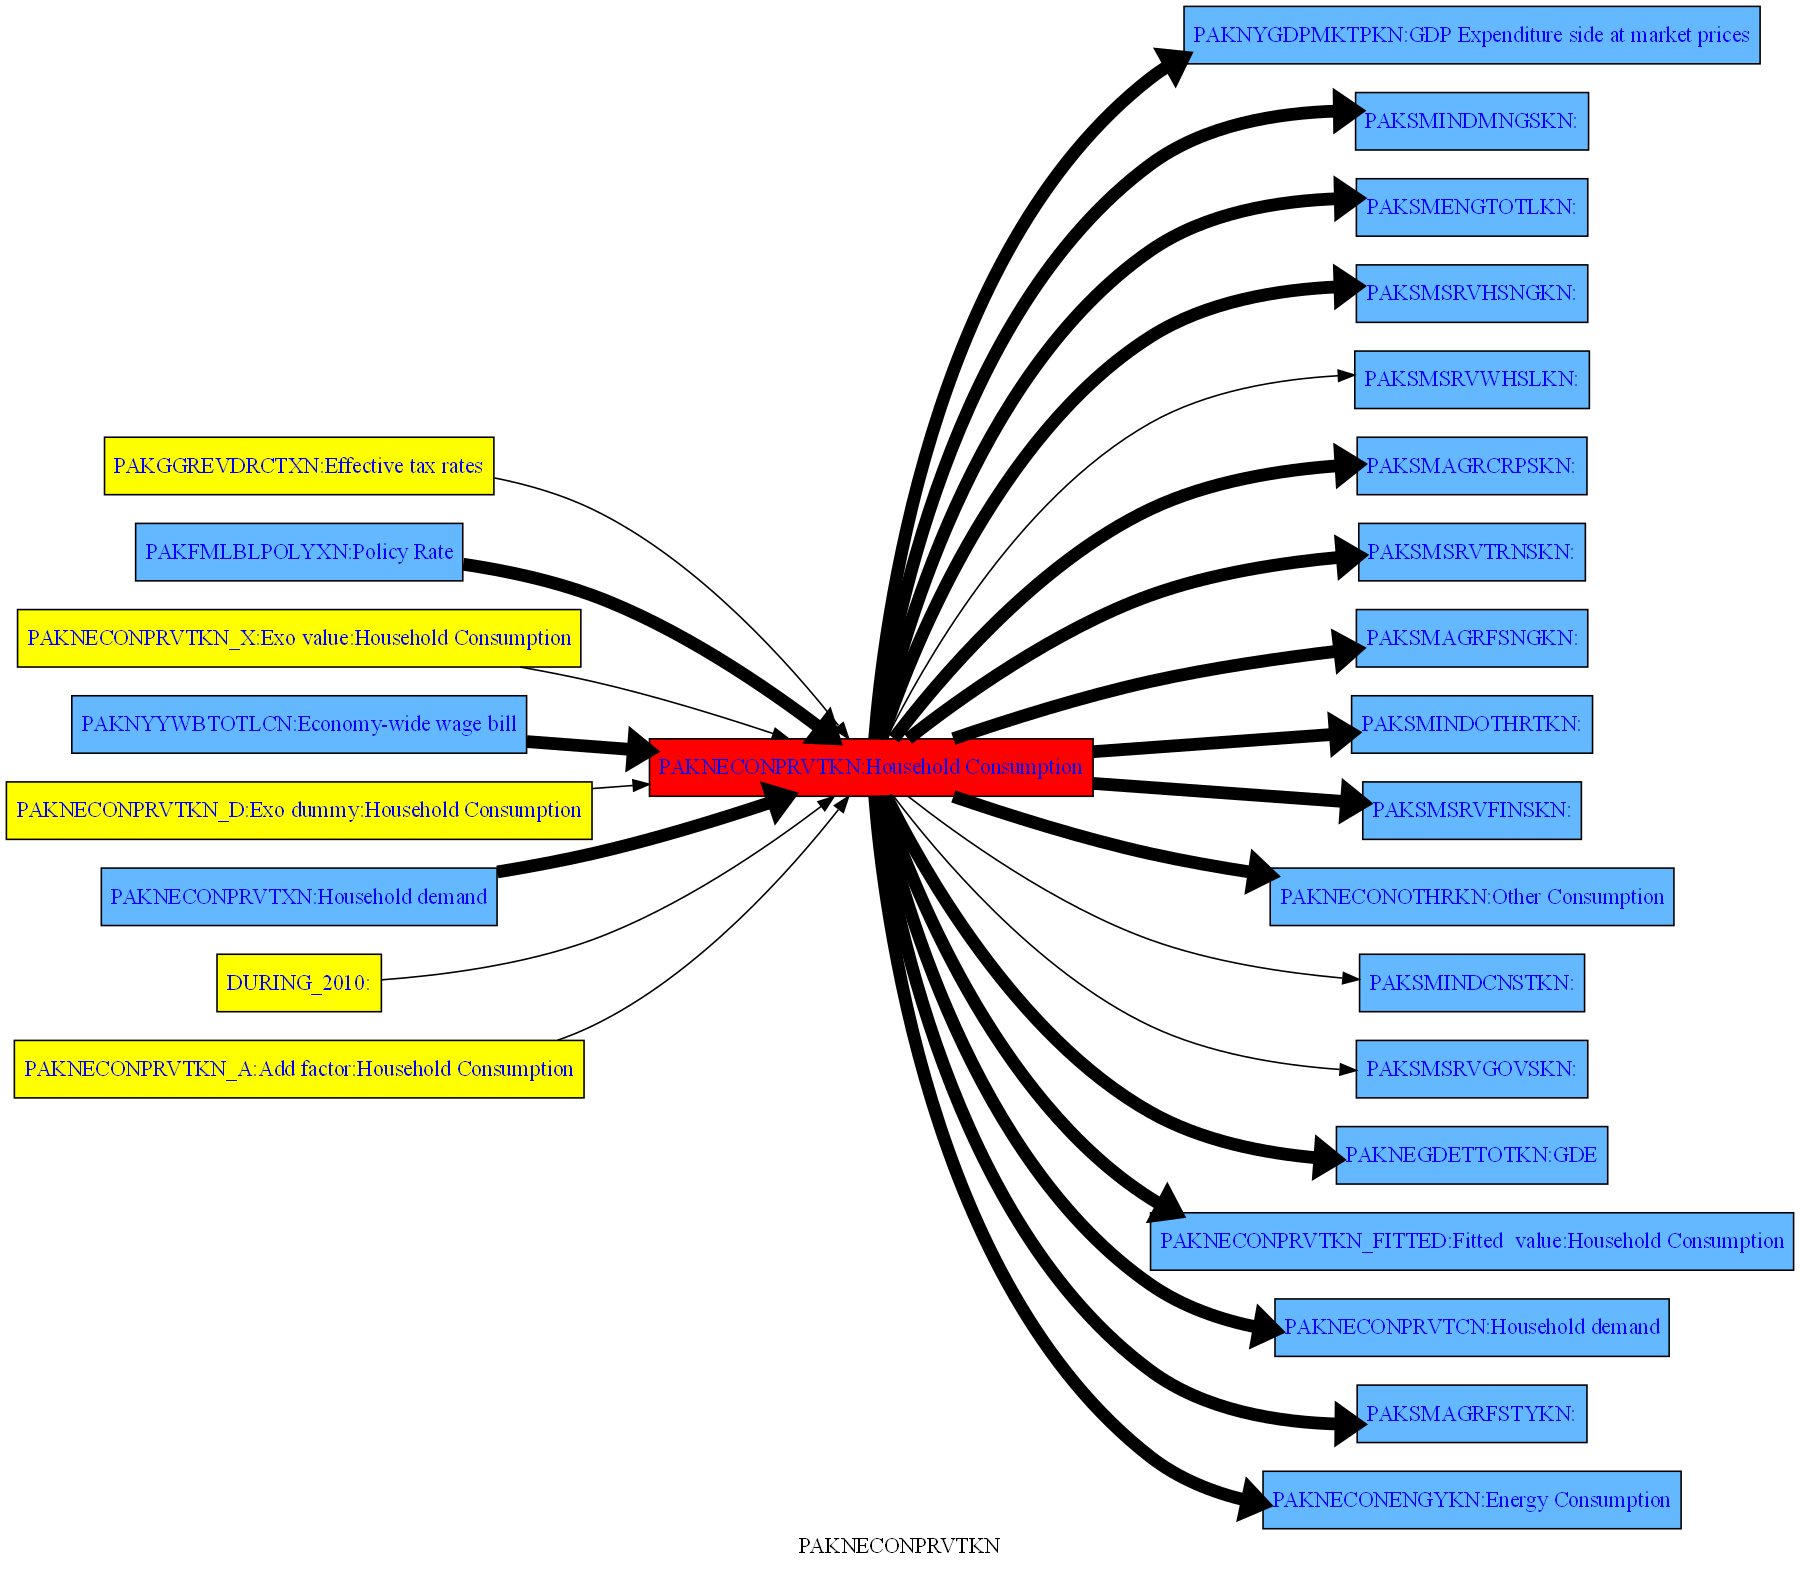 PAKGGREVDRCTXN:Effective tax rates
PAKFMLBLPOLYXN:Policy Rate
PAKNECONPRVTKN_X:Exo value:Household Consumption
PAKNYYWBTOTLCN:Economy-wide wage bill
PAKNECONPRVTKN_D:Exo dummy:Household Consumption
PAKNECONPRVTXN:Household demand
DURING_2010:
PAKNECONPRVTKN_A:Add factor:Household Consumption
PAKNECONPRVTKN:Household Consumption
PAKNYGDPMKTPKN:GDP Expenditure side at market prices
PAKSMINDMNGSKN:
PAKSMENGTOTLKN:
PAKSMSRVHSNGKN:
PAKSMSRVWHSLKN:
PAKSMAGRCRPSKN:
PAKSMSRVTRNSKN:
PAKSMAGRFSNGKN:
PAKSMINDOTHRTKN:
PAKSMSRVFINSKN:
PAKNECONOTHRKN:Other Consumption
PAKSMINDCNSTKN:
PAKSMSRVGOVSKN:
PAKNEGDETTOTKN:GDE
PAKNECONPRVTKN_FITTED:Fitted  value:Household Consumption
PAKNECONPRVTCN:Household demand
PAKSMAGRFSTYKN:
PAKNECONENGYKN:Energy Consumption
PAKNECONPRVTKN